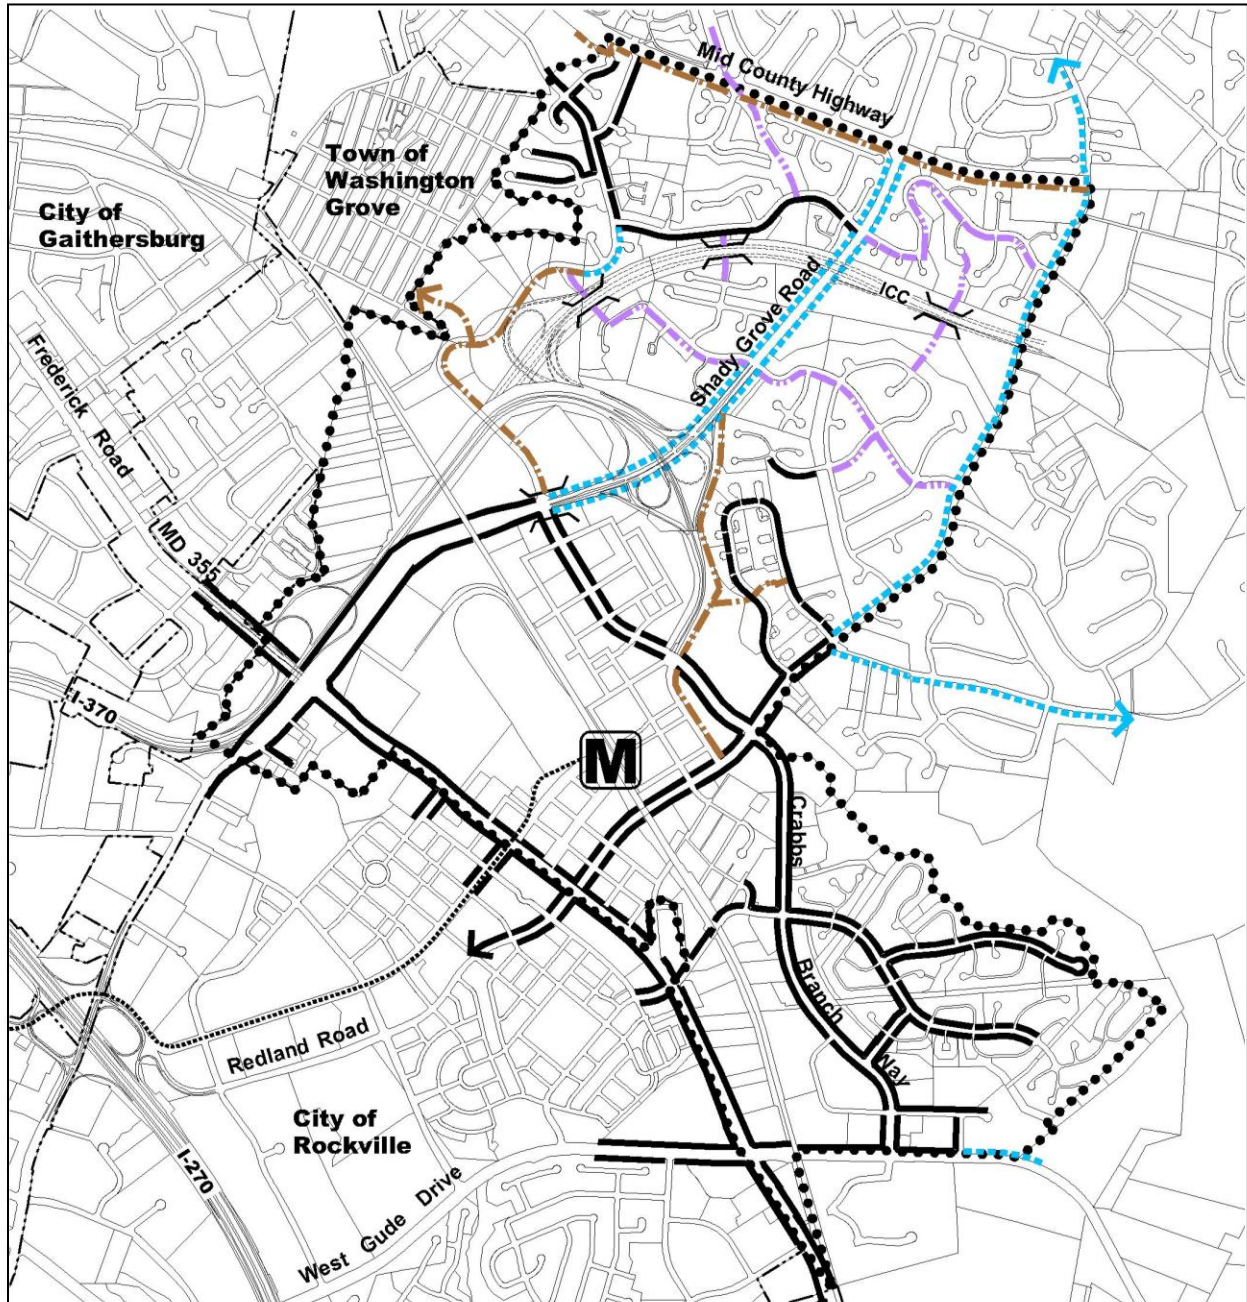 Mid County Highway
Town of
Washington
Grove
City of
Gaithersburg
ICC
Shady Grove Road
Frederick Road
MD 355
I-370
M
Crabbs
Branch
Way
Redland Road
City of
Rockville
I-270
West Gude Drive